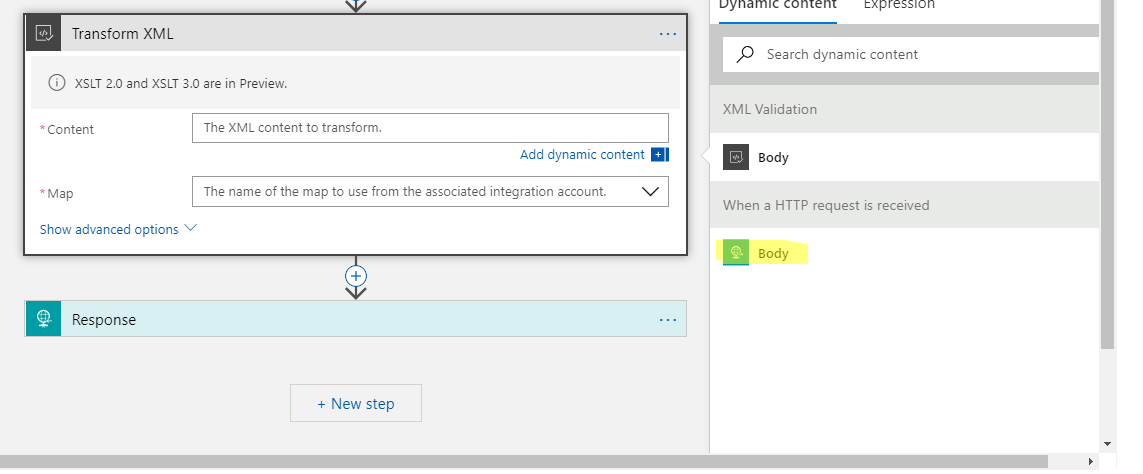 Dynamic content Expression
Transform XML
Search dynamic content
XSLT 2.0 and XSLT 3.0 are in Preview.
XML Validation
* Content The XML content to transform.
Add dynamic content
Body
* Map The name of the map to use from the associated integration account.
When a HTTP request is received
Show advanced options
Body
Response
+ New step